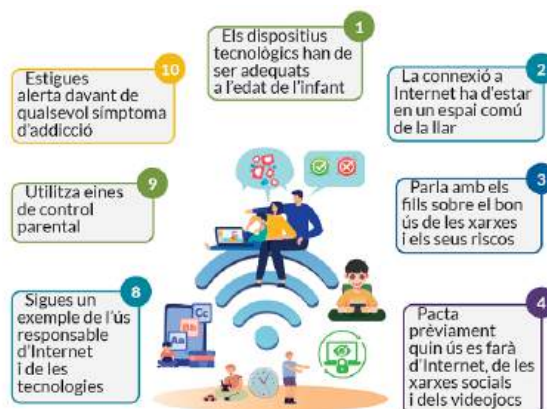 1
Els dispositius
tecnològics han de
ser adequats
a l'edat de l'infant
2
La connexió a
Internet ha d'estar
en un espai comú
de la llar
3
Parla amb els
fills sobre el bon
ús de les xarxes
i els seus riscos
4
Pacta
prèviament
quin ús es farà
d'Internet, de les
xarxes socials
i dels videojocs
8
Sigues un
exemple de l'ús
responsable
d'Internet
i de les
tecnologies
9
Utilitza eines
de control
parental
10
Estigues
alerta davant de
qualsevol símptoma
d'addicció
Cc
Bb
Aa